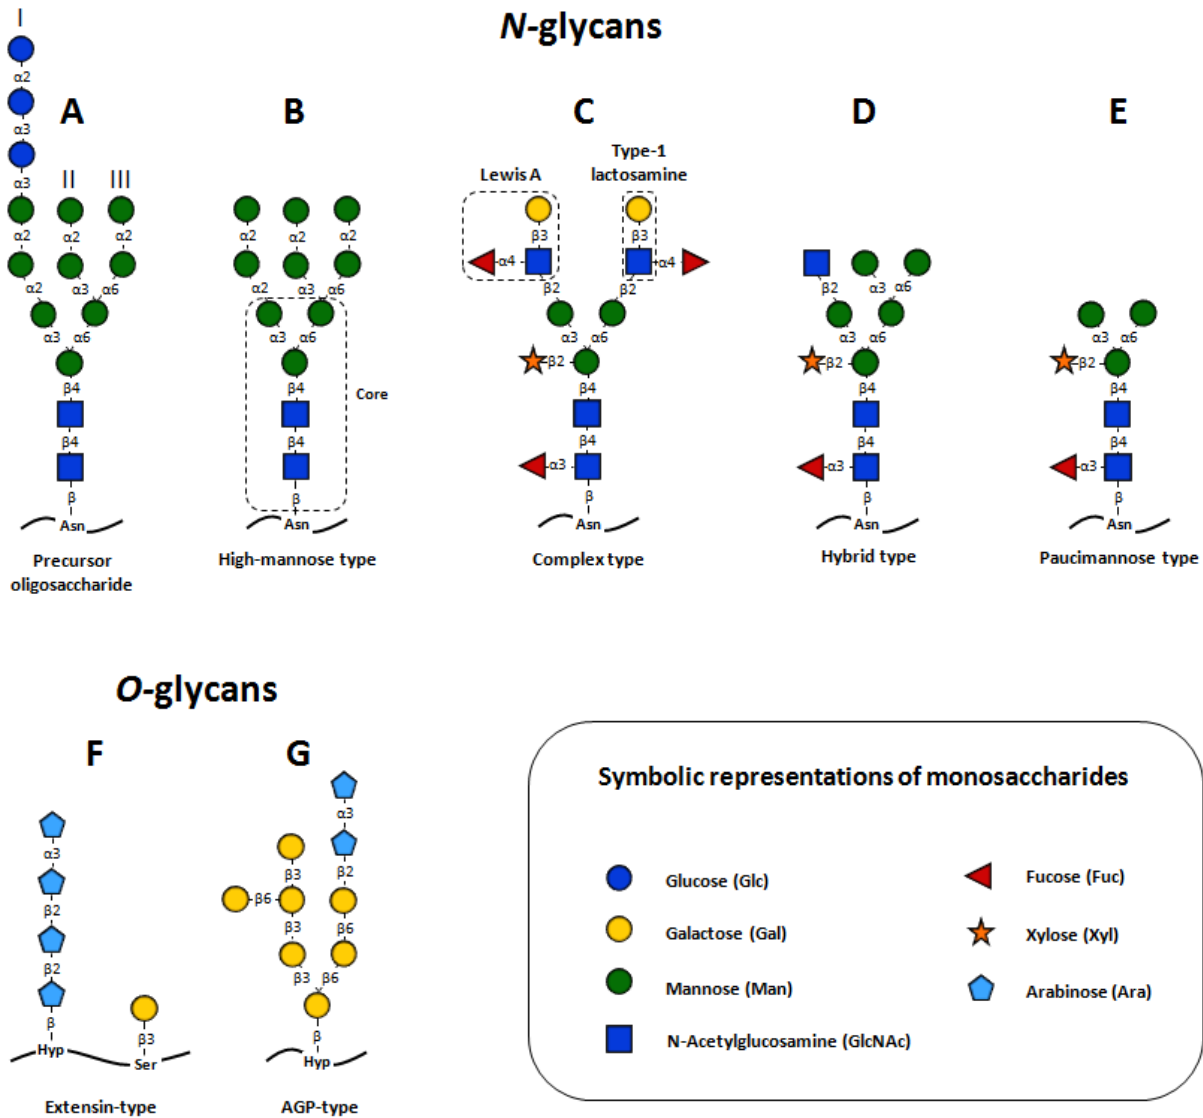 N-glycans
I
A
B
C
D
E
α2
α3
α3
II
III
Lewis A
Type-1
lactosamine
α2 α2 α2
α2 α2 α2
β3 β3
α4 α4
α2 α3 α6
α2 α3 α6
β2 β2
β2 α3 α6
α3 α6
α3 α6
α3 α6
α3 α6
α3 α6
β2
β2
β2
β4
β4
β4
β4
β4
Core
β4
β4
β4
β4
β4
α3
α3
α3
β
β
β
β
β
Asn
Asn
Asn
Asn
Asn
Precursor
oligosaccharide
High-mannose type
Complex type
Hybrid type
Paucimannose type
O-glycans
F
G
α3
β2
β2
β
Hyp
β3
Ser
Extensin-type
α3
β3
β2
β6
β3
β6
β3 β6
β
Hyp
AGP-type
Symbolic representations of monosaccharides
Glucose (Glc)
Galactose (Gal)
Mannose (Man)
N-Acetylglucosamine (GlcNAc)
Fucose (Fuc)
Xylose (Xyl)
Arabinose (Ara)